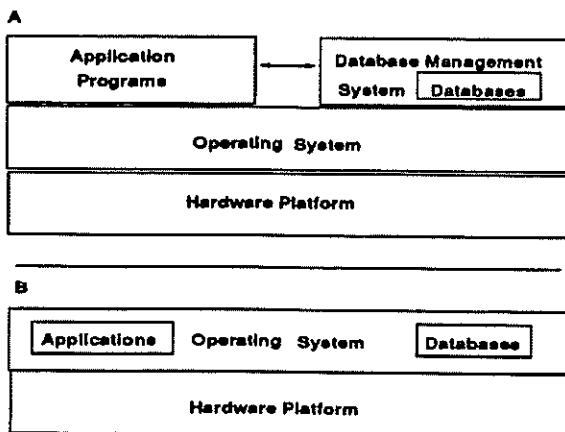 A
Application
Programs
Database Management
System Databases
Operating System
Hardware Platform
B
Applications Operating System Databases
Hardware Platform